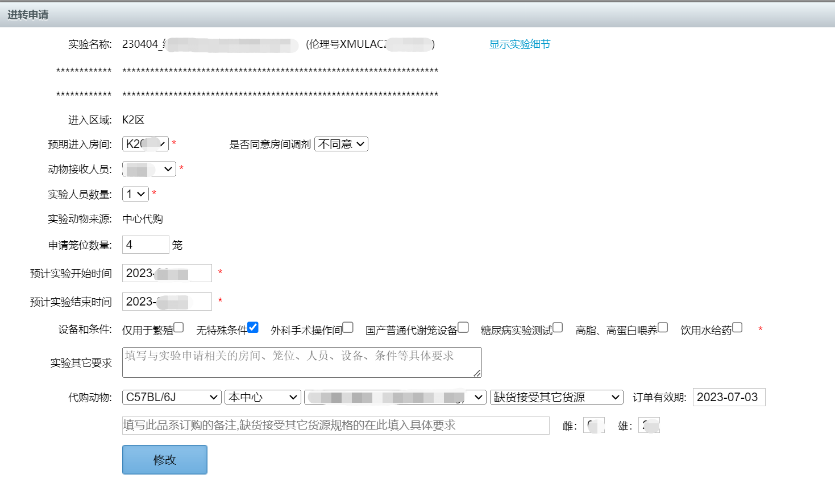 进转申请
实验名称: 230404_ (伦理号XMULAC ) 显示实验细节
************ ******************************************************************
************ ******************************************************************
进入区域: K2区
预期进入房间: K20 * 是否同意房间调剂 不同意
动物接收人员: *
实验人员数量: 1 *
实验动物来源: 中心代购
申请笼位数量: 4 笼
预计实验开始时间 2023- *
预计实验结束时间 2023- *
设备和条件: 仅用于繁殖 无特殊条件 外科手术操作间 国产普通代谢笼设备 糖尿病实验测试 高脂、高蛋白喂养 饮用水给药 *
实验其它要求 填写与实验申请相关的房间、笼位、人员、设备、条件等具体要求
代购动物: C57BL/6J 本中心 缺货接受其它货源 订单有效期: 2023-07-03
填写此品系订购的备注,缺货接受其它货源规格的在此填入具体要求 雌: 雄:
修改